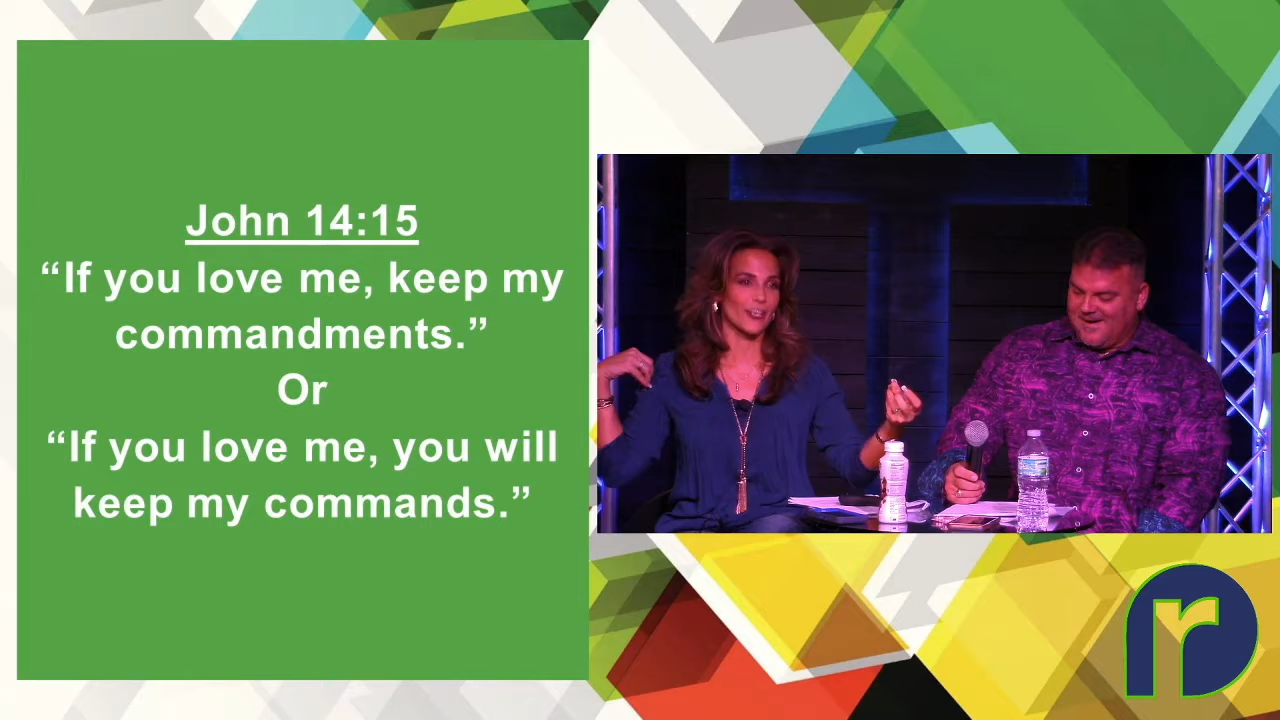 John 14:15
“If you love me, keep my
commandments.”
Or
“If you love me, you will
keep my commands.”
r